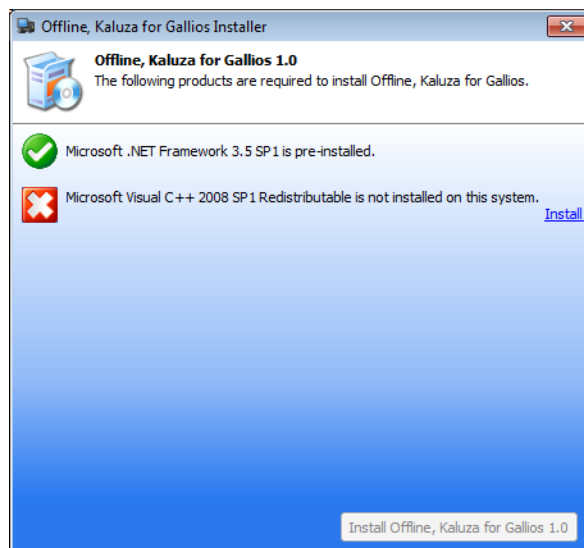 Offline, Kaluza for Gallios Installer
Offline, Kaluza for Gallios 1.0
The following products are required to install Offline, Kaluza for Gallios.
Microsoft .NET Framework 3.5 SP1 is pre-installed.
Microsoft Visual C++ 2008 SP1 Redistributable is not installed on this system.
Install
Install Offline, Kaluza for Gallios 1.0